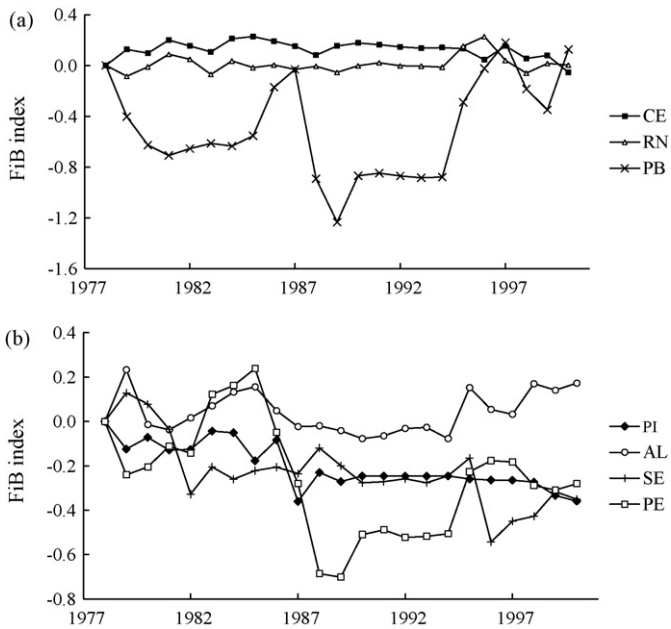 (a)
FiB index
0.4
0.0
-0.4
-0.8
-1.2
-1.6
1977 1982 1987 1992 1997
CE
RN
PB
(b)
FiB index
0.4
0.2
0.0
-0.2
-0.4
-0.6
-0.8
1977 1982 1987 1992 1997
PI
AL
SE
PE